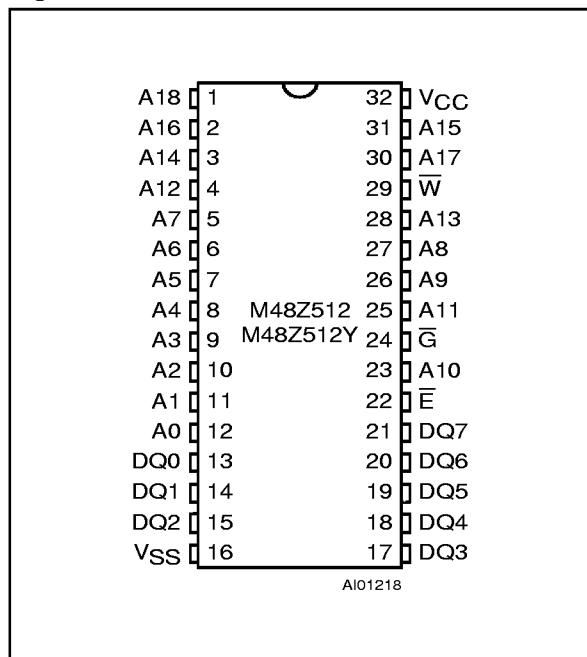 A18 1 32 VCC
A16 2 31 A15
A14 3 30 A17
A12 4 29 W̅
A7 5 28 A13
A6 6 27 A8
A5 7 26 A9
A4 8 M48Z512 25 A11
A3 9 M48Z512Y 24 G̅
A2 10 23 A10
A1 11 22 E̅
A0 12 21 DQ7
DQ0 13 20 DQ6
DQ1 14 19 DQ5
DQ2 15 18 DQ4
VSS 16 17 DQ3
AI01218